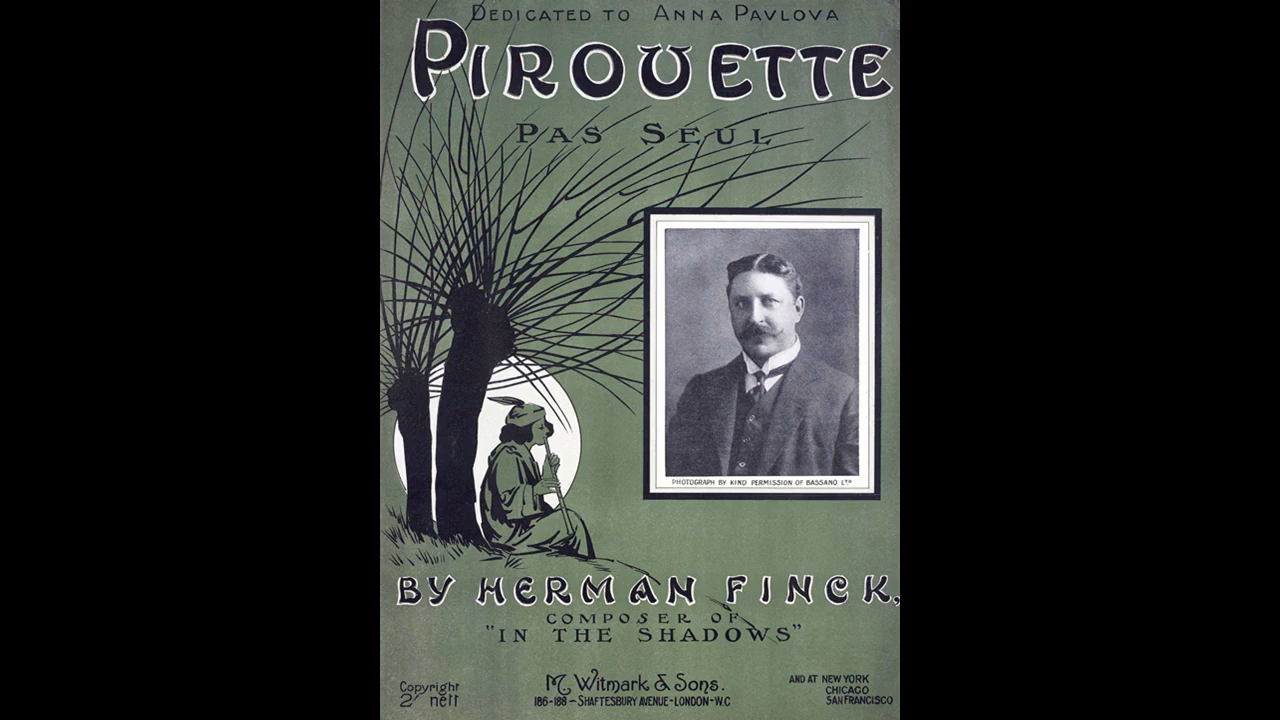 DEDICATED TO ANNA PAVLOVA
PIROUETTE
PAS SEUL
PHOTOGRAPH BY KIND PERMISSION OF BASSANO LTD
BY HERMAN FINCK,
COMPOSER OF
"IN THE SHADOWS"
Copyright
2/ nett
M. Witmark & Sons.
186-188 – SHAFTESBURY AVENUE - LONDON - W.C
AND AT NEW YORK
CHICAGO
SAN FRANCISCO